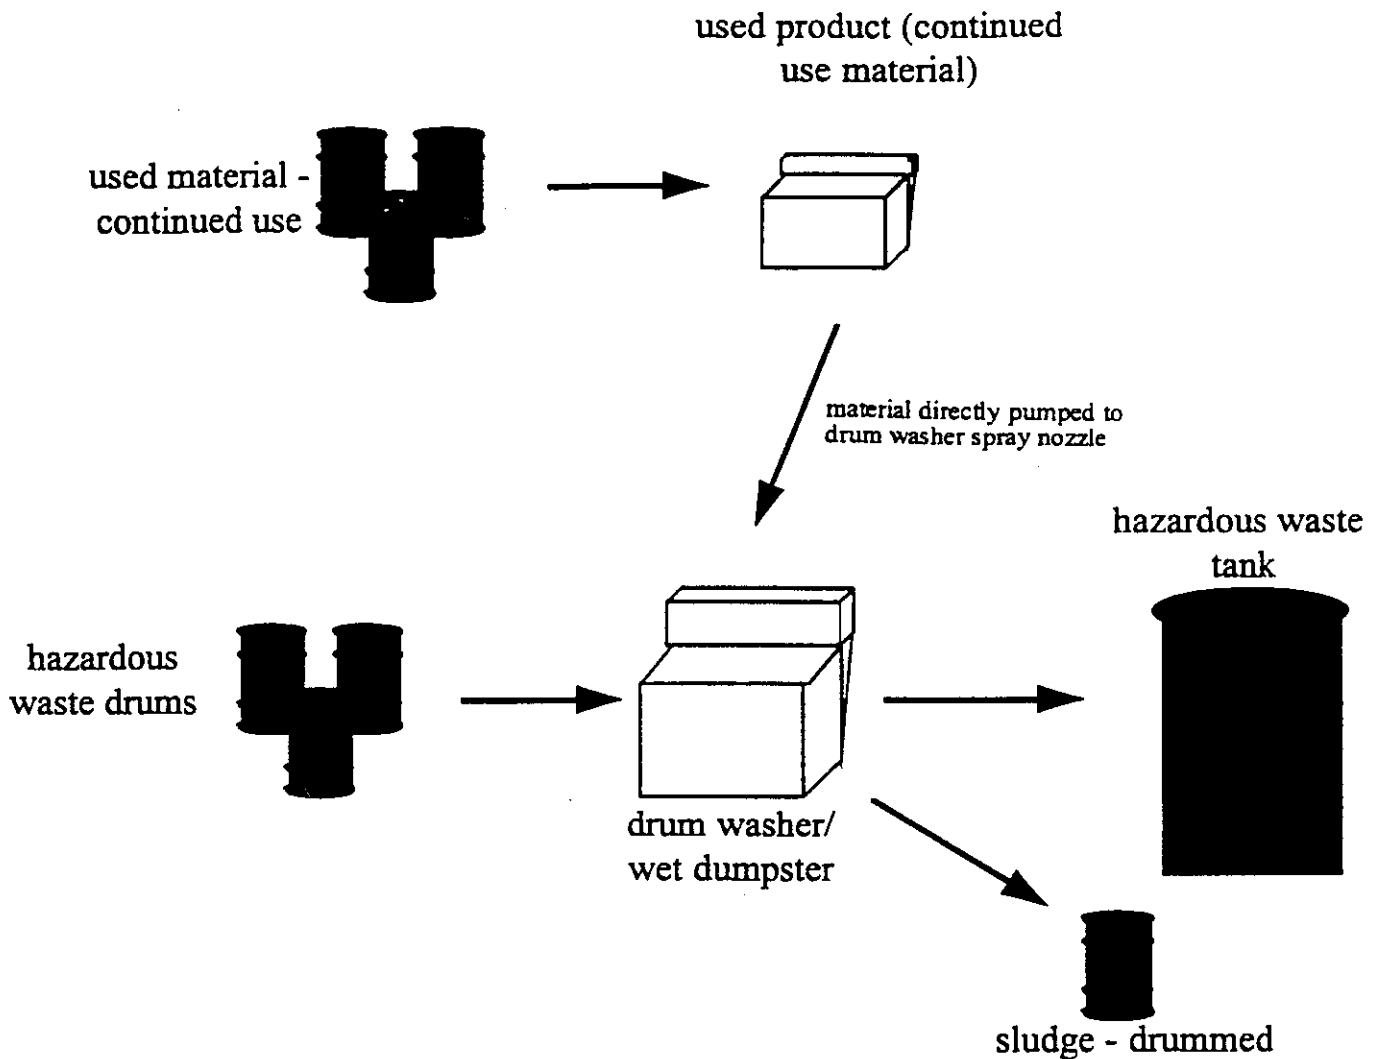 used product (continued
use material)
used material -
continued use
material directly pumped to
drum washer spray nozzle
hazardous waste
tank
hazardous
waste drums
drum washer/
wet dumpster
sludge - drummed